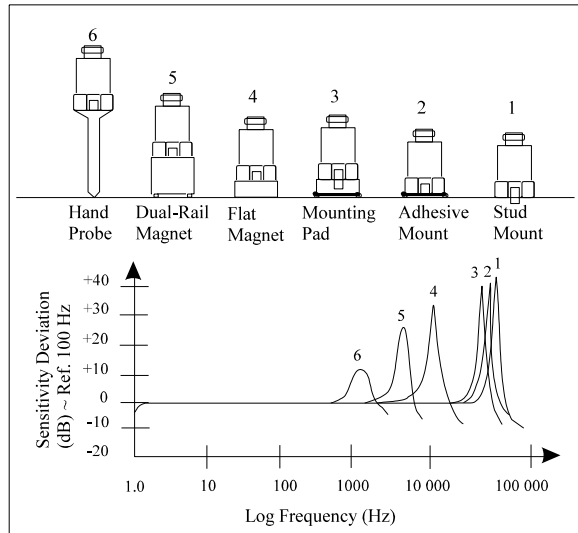 6
5
4
3
2
1
Hand Probe
Dual-Rail Magnet
Flat Magnet
Mounting Pad
Adhesive Mount
Stud Mount
Sensitivity Deviation
(dB) ~ Ref. 100 Hz
+40
+30
+20
+10
0
-10
-20
6
5
4
3
2
1
1.0
10
100
1000
10 000
100 000
Log Frequency (Hz)